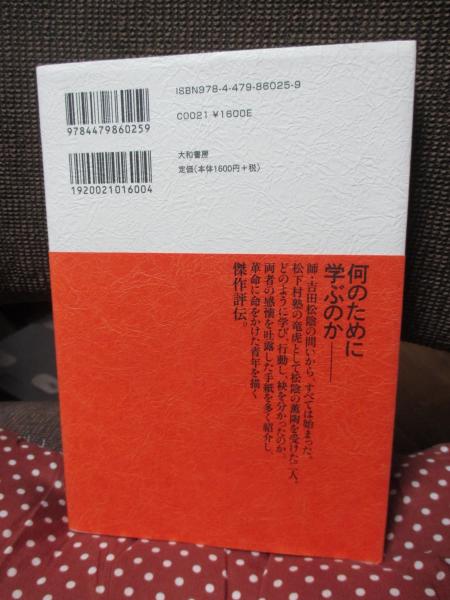 ISBN978-4-479-86025-9
C0021 ¥1600E
9784479860259
大和書房
定価(本体1600円+税)
1920021016004
何のために
学ぶのか――
師・吉田松陰の問いから、すべては始まった。
松下村塾の竜虎として松陰の薫陶を受けた二人。
どのように学び、行動し、袂を分かったのか。
両者の感懐を吐露した手紙を多く紹介し、
革命に命をかけた青年を描く
傑作評伝。